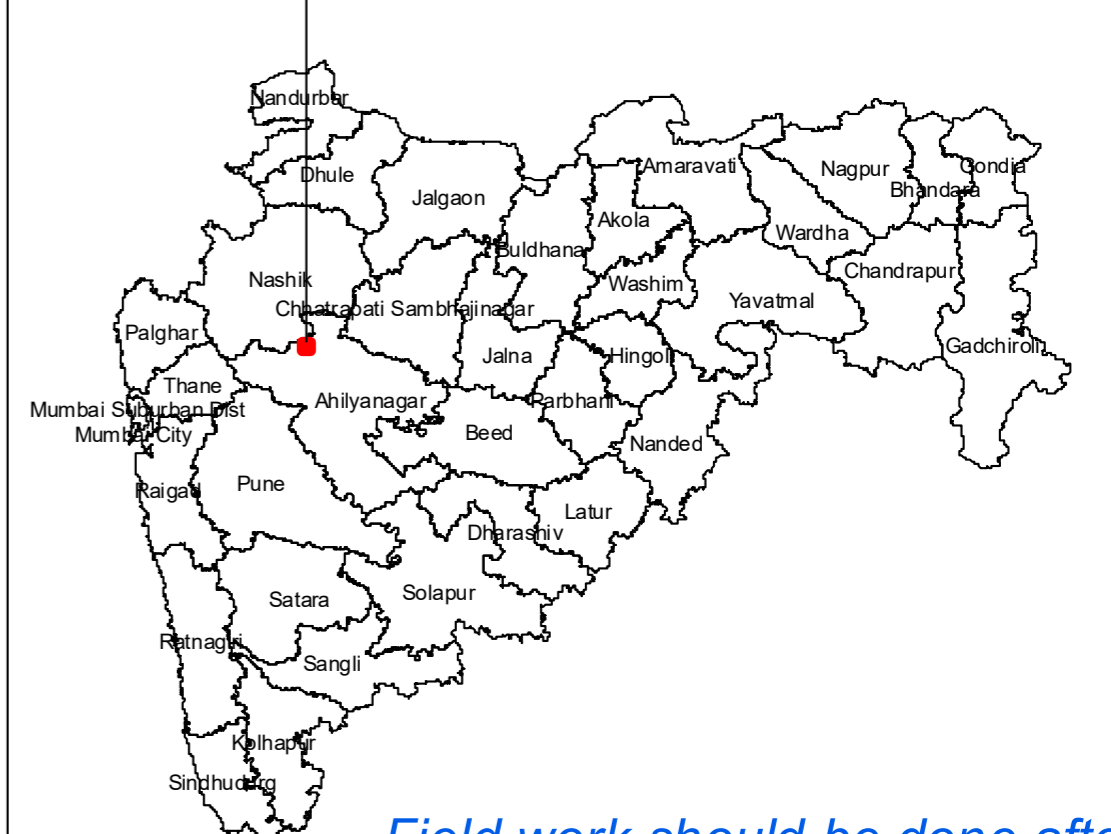 Nandurbar
Dhule
Jalgaon
Amaravati
Nagpur
Gondia
Bhandara
Akola
Wardha
Buldhana
Nashik
Washim
Chandrapur
Chhatrapati Sambhajinagar
Yavatmal
Palghar
Jalna
Hingoli
Gadchiroli
Thane
Ahilyanagar
Parbhani
Mumbai Suburban Dist
Mumbai City
Beed
Nanded
Raigad
Pune
Latur
Dharashiv
Satara
Solapur
Ratnagiri
Sangli
Kolhapur
Sindhudurg
Field work should be done afte